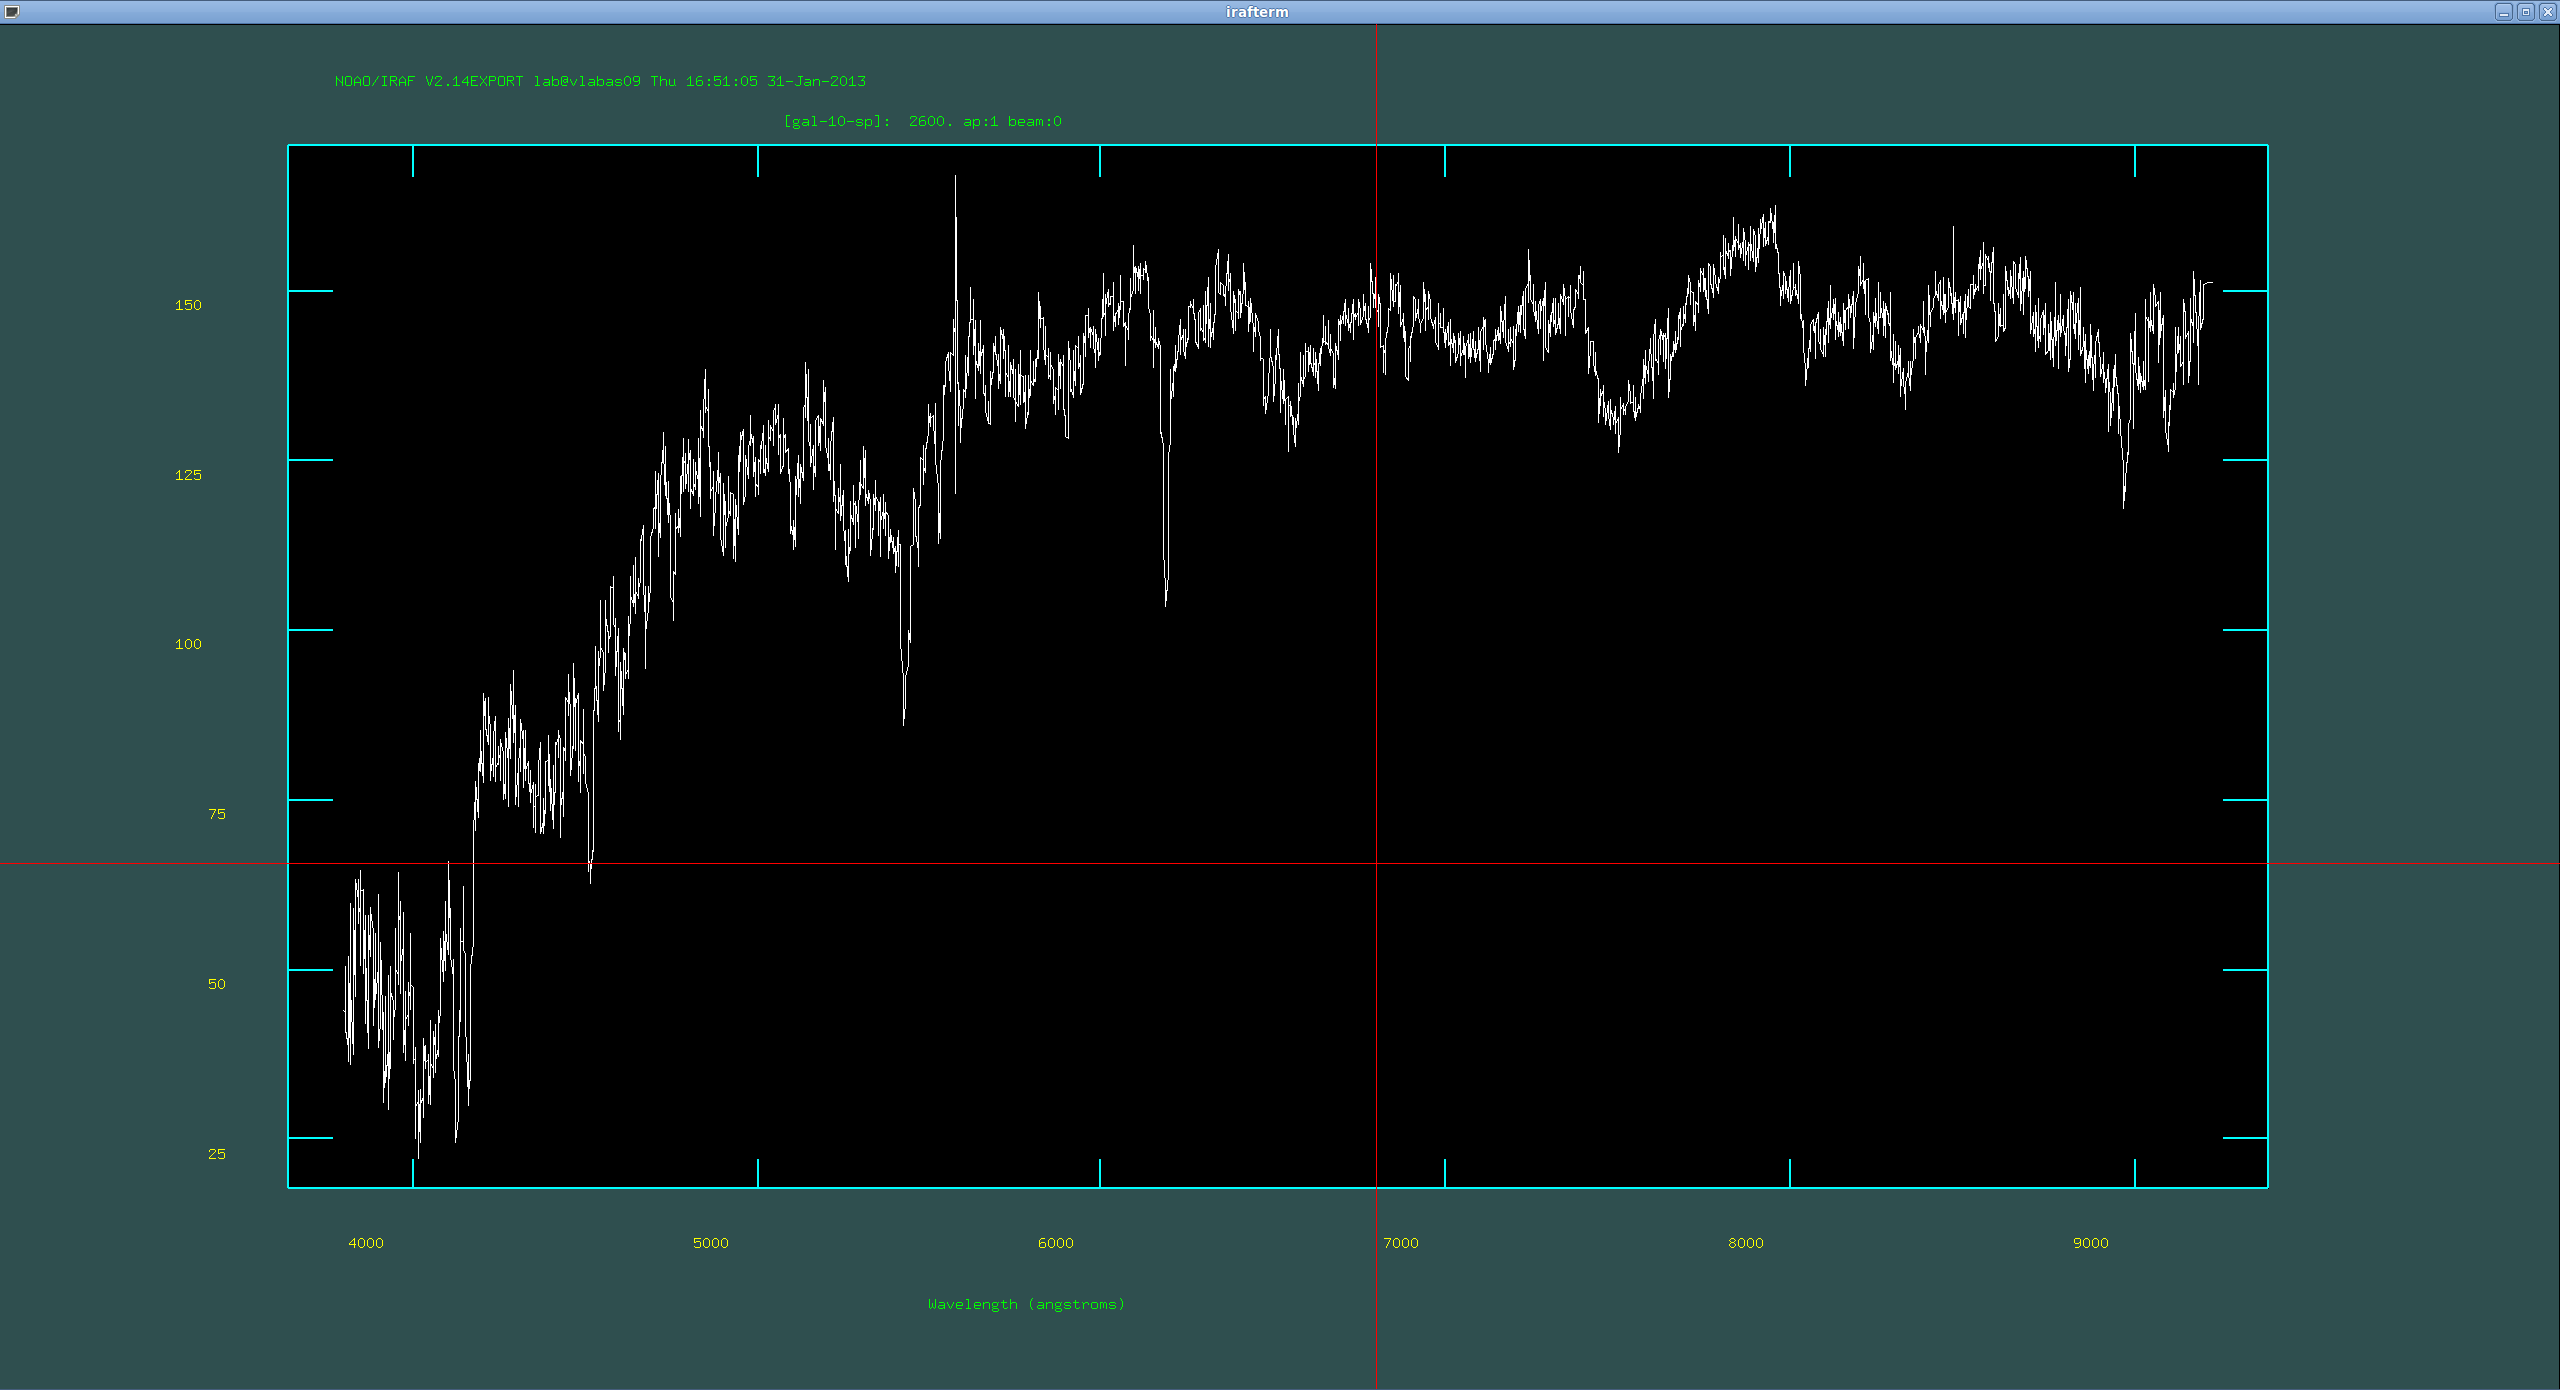 irafterm
NOAO/IRAF V2.14EXPORT lab@vlabas09 Thu 16:51:05 31-Jan-2013
[gal-10-sp]: 2600. ap:1 beam:0
150
125
100
75
50
25
4000 5000 6000 7000 8000 9000
Wavelength (angstroms)